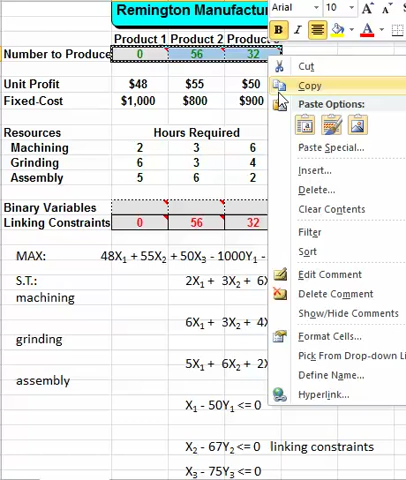 Remington Manufactur
Arial 10 A A
B I
Product 1 Product 2 Produc
Number to Produce 0 56 32
Unit Profit $48 $55 $50
Fixed-Cost $1,000 $800 $900
Resources Hours Required
Machining 2 3 6
Grinding 6 3 4
Assembly 5 6 2
Binary Variables
Linking Constraints 0 56 32
MAX: 48X1 + 55X2 + 50X3 - 1000Y1 -
S.T.: 2X1 + 3X2 + 6X
machining
6X1 + 3X2 + 4X
grinding
5X1 + 6X2 + 2X
assembly
X1 - 50Y1 <= 0
X2 - 67Y2 <= 0 linking constraints
X3 - 75Y3 <= 0
Cut
Copy
Paste Options:
Paste Special...
Insert...
Delete...
Clear Contents
Filter
Sort
Edit Comment
Delete Comment
Show/Hide Comments
Format Cells...
Pick From Drop-down Li
Define Name...
Hyperlink...